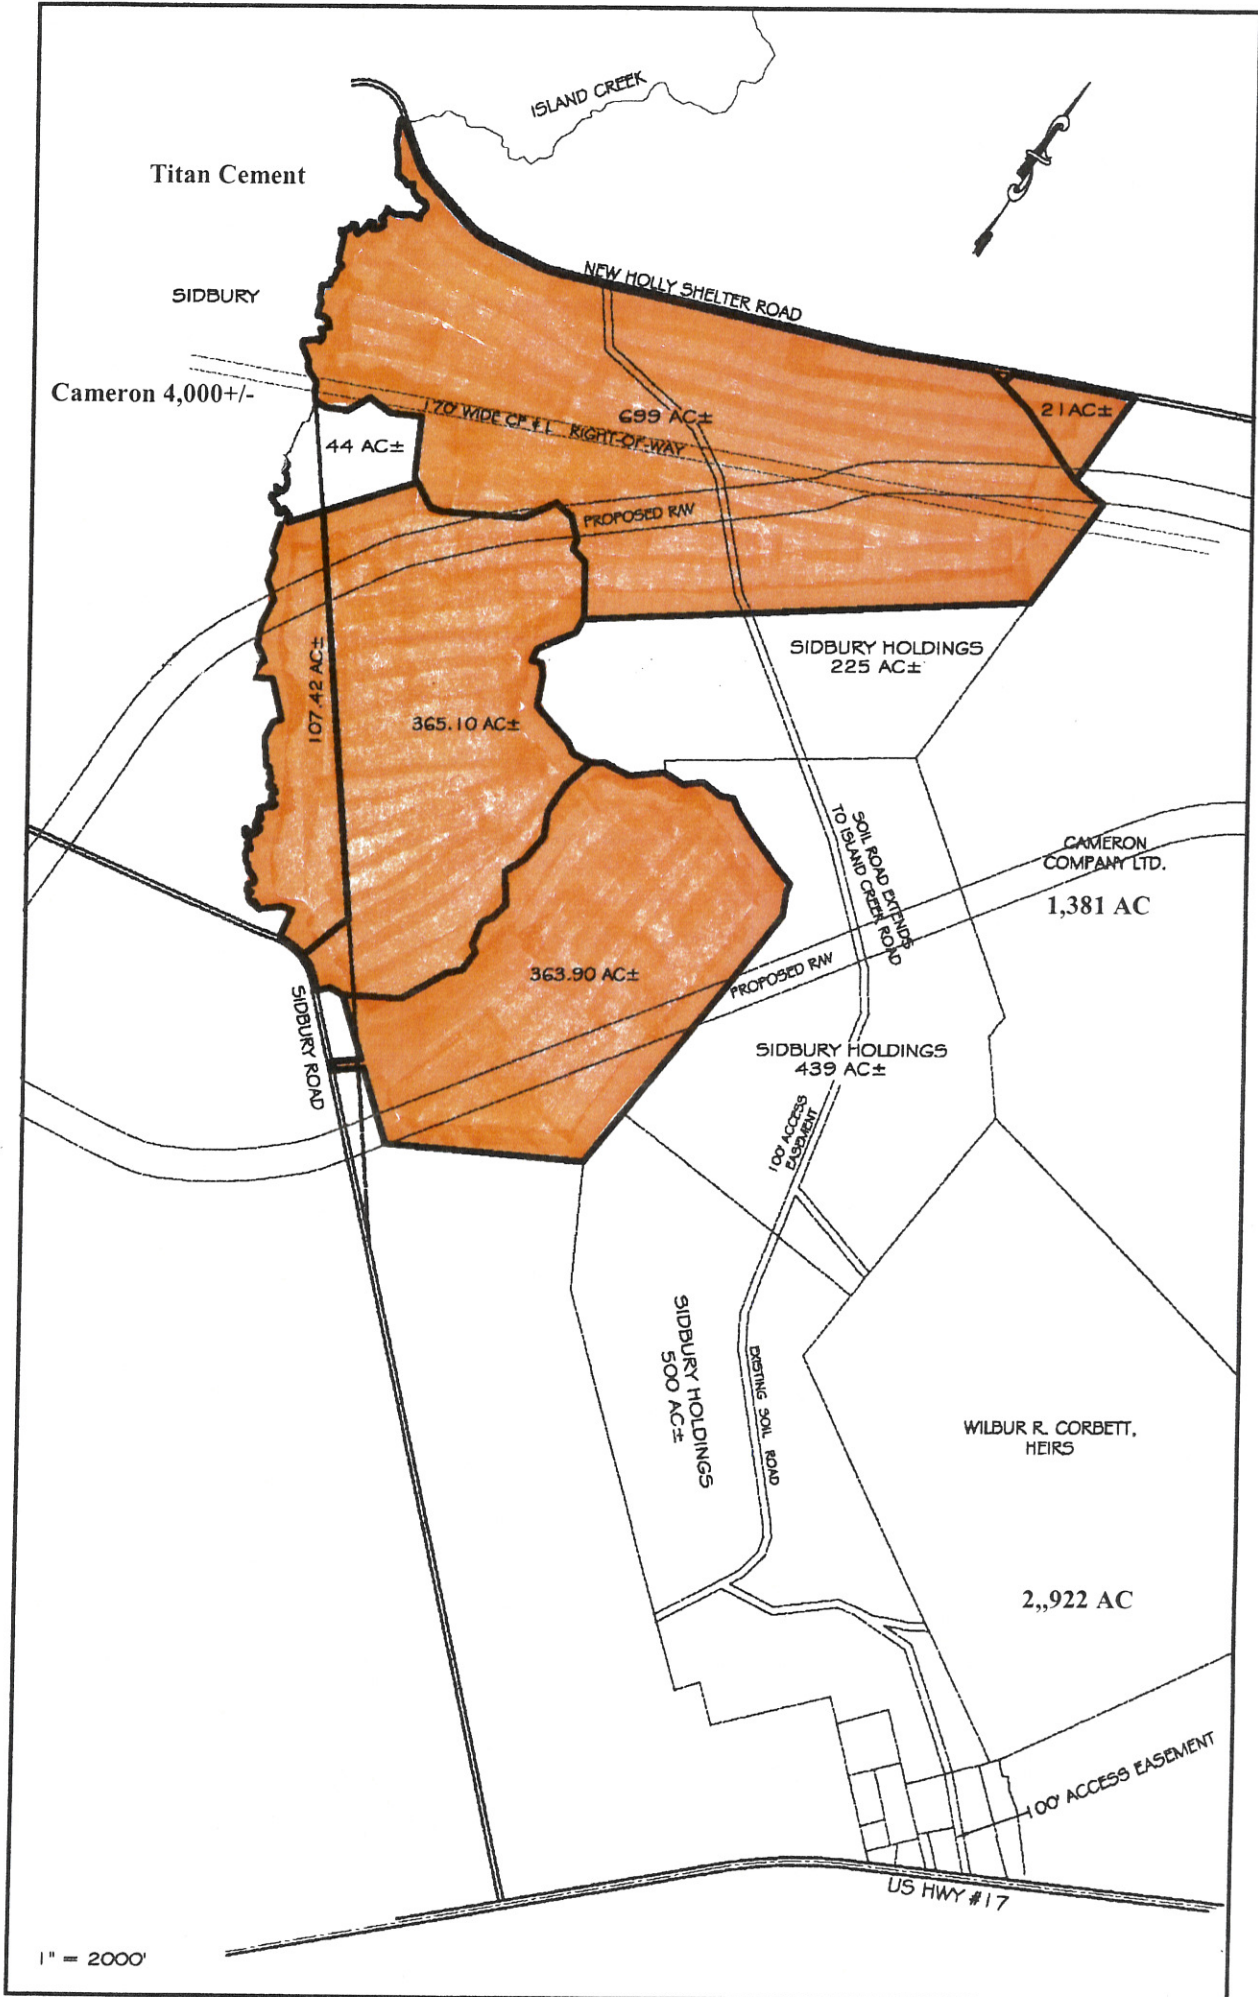 ISLAND CREEK
Titan Cement
SIDBURY
NEW HOLLY SHELTER ROAD
Cameron 4,000+/-
170' WIDE CP & L RIGHT-OF-WAY
699 AC±
21 AC±
44 AC±
PROPOSED R/W
SIDBURY HOLDINGS
225 AC±
107.42 AC±
365.10 AC±
SOIL ROAD EXTENDS
TO ISLAND CREEK ROAD
CAMERON
COMPANY LTD.
1,381 AC
363.90 AC±
PROPOSED R/W
SIDBURY ROAD
SIDBURY HOLDINGS
439 AC±
100' ACCESS
EASEMENT
SIDBURY HOLDINGS
500 AC±
EXISTING SOIL ROAD
WILBUR R. CORBETT,
HEIRS
2,,922 AC
100' ACCESS EASEMENT
US HWY #17
1" = 2000'